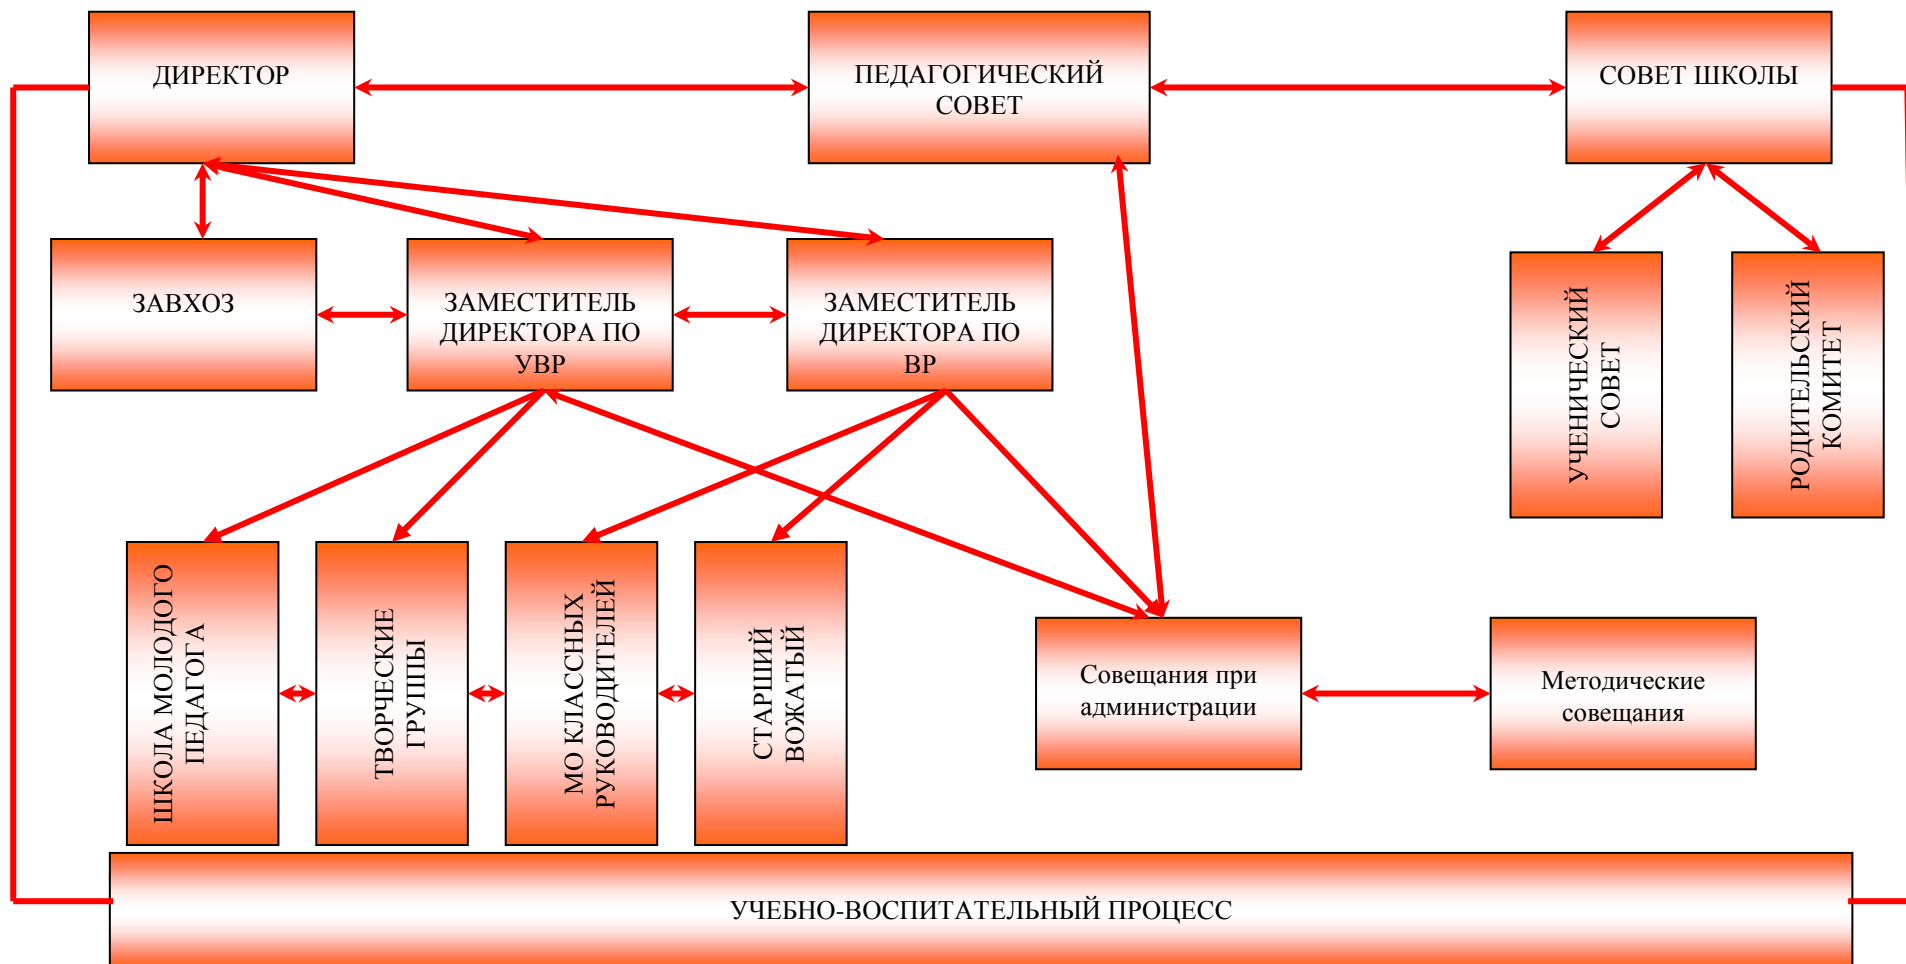 ДИРЕКТОР
ПЕДАГОГИЧЕСКИЙ
СОВЕТ
СОВЕТ ШКОЛЫ
ЗАВХОЗ
ЗАМЕСТИТЕЛЬ
ДИРЕКТОРА ПО
УВР
ЗАМЕСТИТЕЛЬ
ДИРЕКТОРА ПО
ВР
УЧЕНИЧЕСКИЙ
СОВЕТ
РОДИТЕЛЬСКИЙ
КОМИТЕТ
ШКОЛА МОЛОДОГО
ПЕДАГОГА
ТВОРЧЕСКИЕ
ГРУППЫ
МО КЛАССНЫХ
РУКОВОДИТЕЛЕЙ
СТАРШИЙ
ВОЖАТЫЙ
Совещания при
администрации
Методические
совещания
УЧЕБНО-ВОСПИТАТЕЛЬНЫЙ ПРОЦЕСС